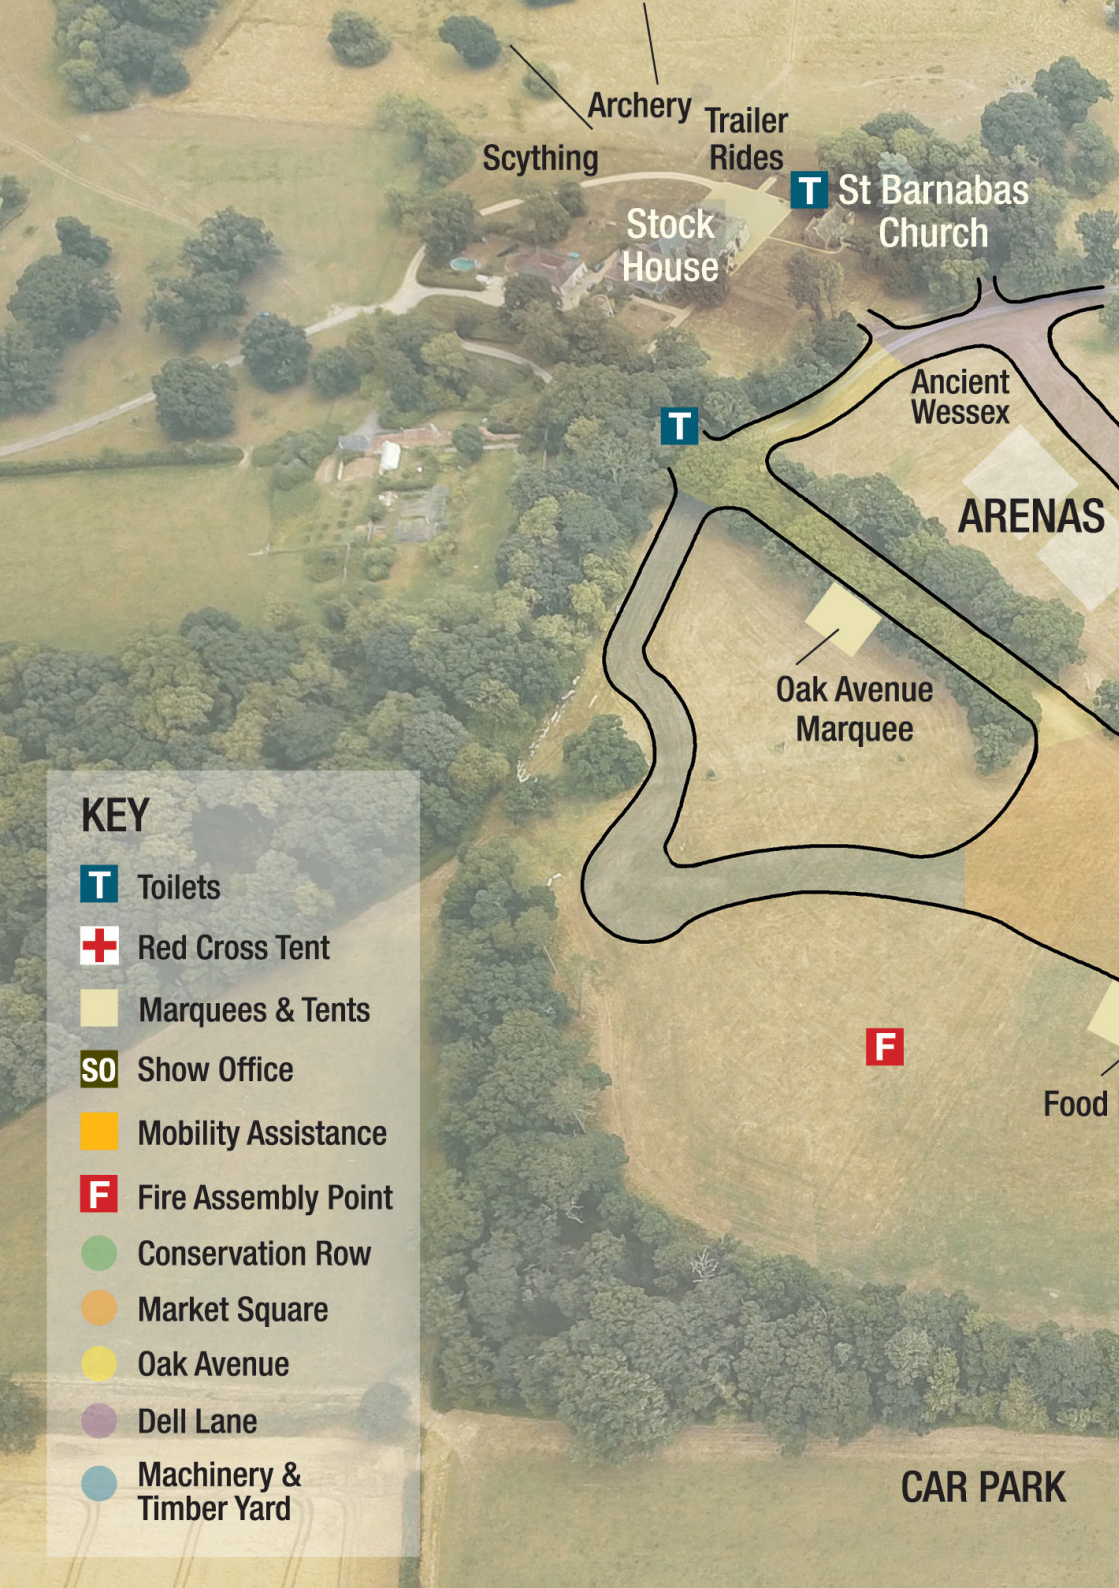 Archery
Trailer
Rides
Scything
T
St Barnabas
Church
Stock
House
Ancient
Wessex
T
ARENAS
Oak Avenue
Marquee
KEY
T Toilets
Red Cross Tent
Marquees & Tents
SO Show Office
Mobility Assistance
F Fire Assembly Point
Conservation Row
Market Square
Oak Avenue
Dell Lane
Machinery &
Timber Yard
F
Food
CAR PARK